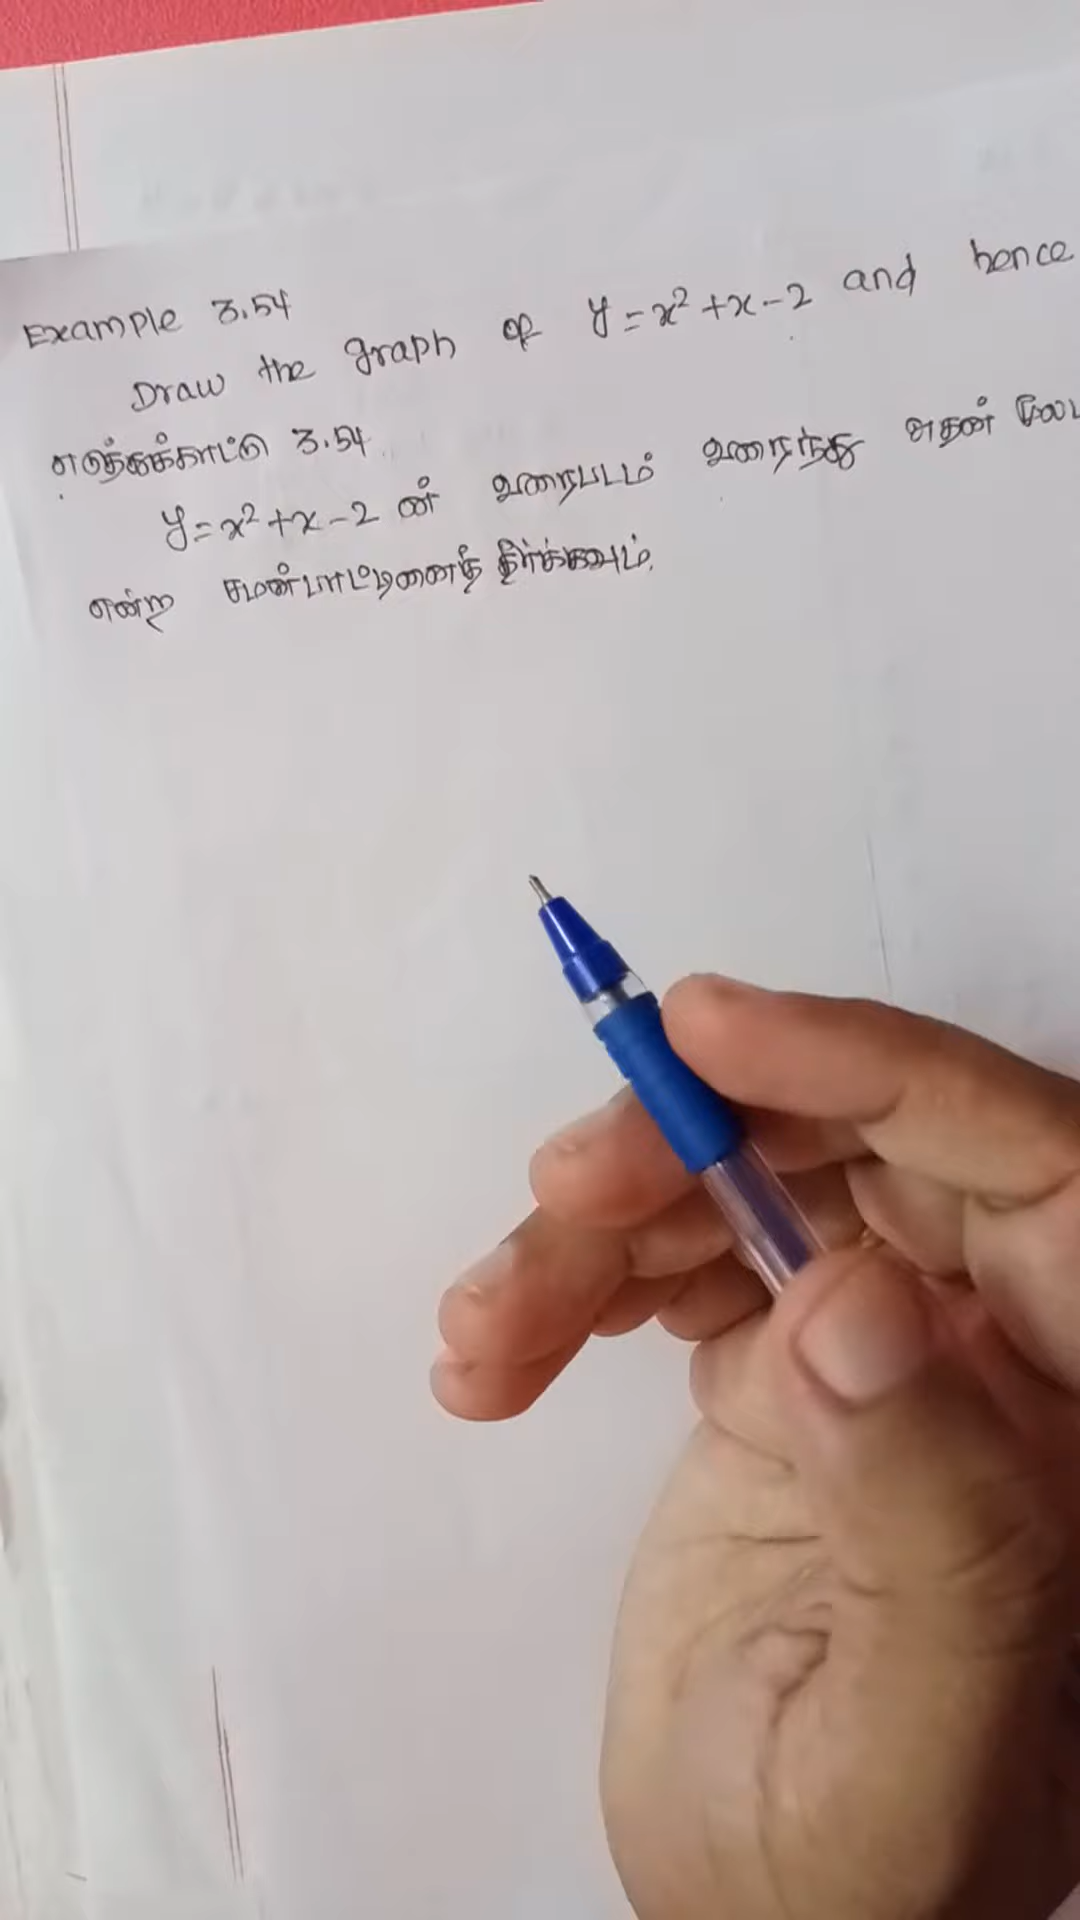 Example 3.54
Draw the graph of y = x² + x - 2 and hence
எடுத்துக்காட்டு 3.54
y = x² + x - 2 ன் வரைபடம் வரைந்து அதன்
என்ற சமன்பாட்டினைத் தீர்க்கவும்.